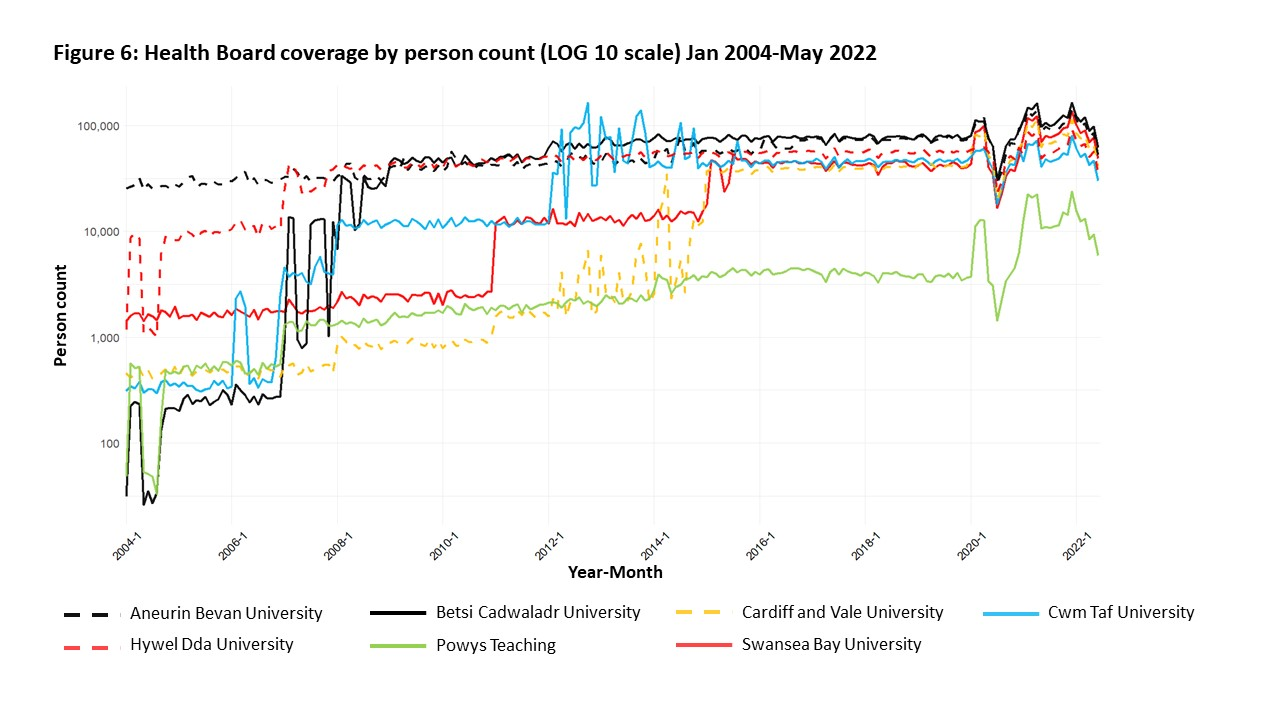 Figure 6: Health Board coverage by person count (LOG 10 scale) Jan 2004-May 2022
Person count
100,000
10,000
1,000
100
2004-1
2006-1
2008-1
2010-1
2012-1
2014-1
2016-1
2018-1
2020-1
2022-1
Year-Month
Aneurin Bevan University
Betsi Cadwaladr University
Cardiff and Vale University
Cwm Taf University
Hywel Dda University
Powys Teaching
Swansea Bay University